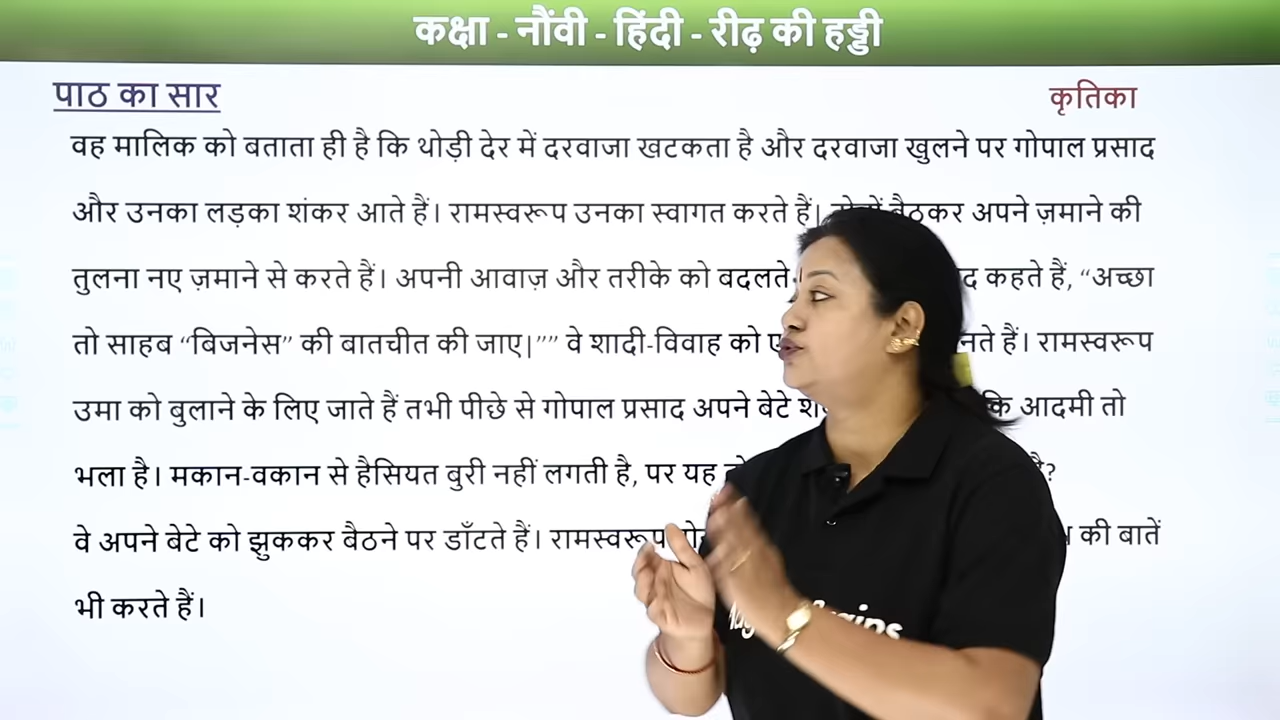 कक्षा - नौंवी - हिंदी - रीढ़ की हड्डी
पाठ का सार
कृतिका
वह मालिक को बताता ही है कि थोड़ी देर में दरवाजा खटकता है और दरवाजा खुलने पर गोपाल प्रसाद
और उनका लड़का शंकर आते हैं। रामस्वरूप उनका स्वागत करते हैं। बैठकर अपने ज़माने की
तुलना नए ज़माने से करते हैं। अपनी आवाज़ और तरीके को बदलते कहते हैं, “अच्छा
तो साहब “बिजनेस” की बातचीत की जाए|”” वे शादी-विवाह को हैं। रामस्वरूप
उमा को बुलाने के लिए जाते हैं तभी पीछे से गोपाल प्रसाद अपने बेटे कि आदमी तो
भला है। मकान-वकान से हैसियत बुरी नहीं लगती है, पर यह
वे अपने बेटे को झुककर बैठने पर डाँटते हैं। रामस्वरूप की बातें
भी करते हैं।